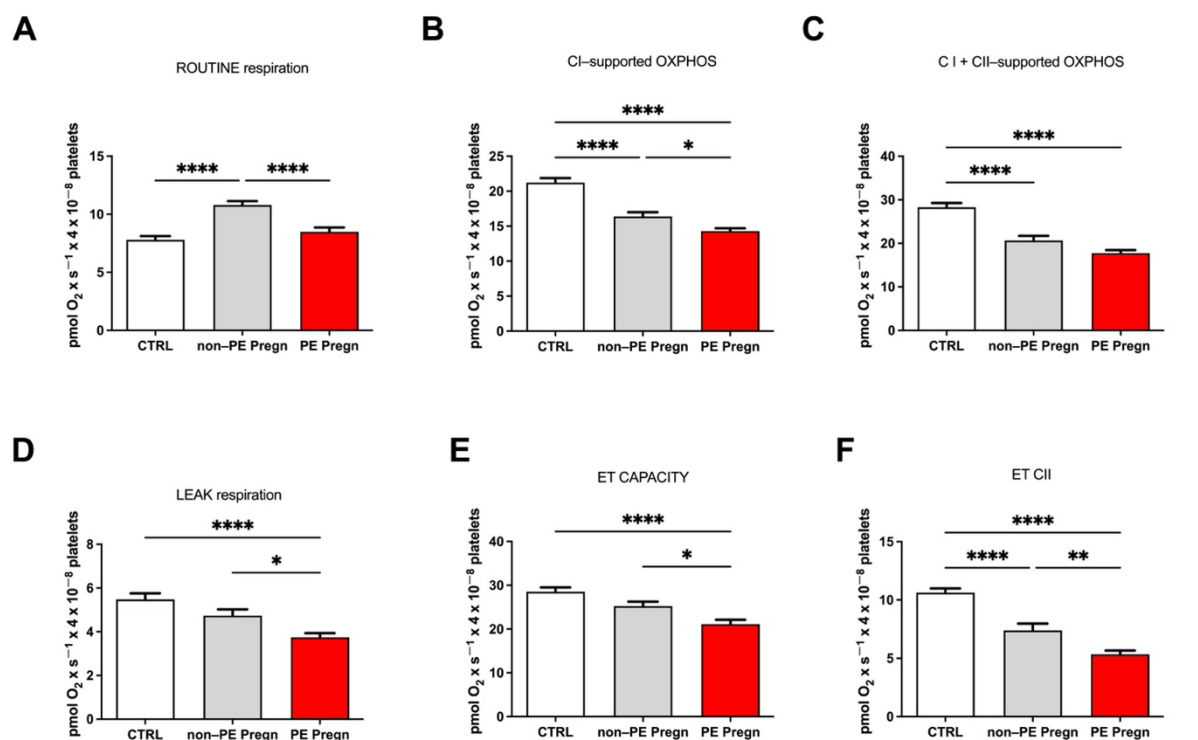 A
ROUTINE respiration
pmol O₂ x s⁻¹ x 4 x 10⁻⁸ platelets
15
10
5
0
**** ****
CTRL non–PE Pregn PE Pregn
B
CI–supported OXPHOS
pmol O₂ x s⁻¹ x 4 x 10⁻⁸ platelets
25
20
15
10
5
0
****
**** *
CTRL non–PE Pregn PE Pregn
C
C I + CII–supported OXPHOS
pmol O₂ x s⁻¹ x 4 x 10⁻⁸ platelets
40
30
20
10
0
****
****
CTRL non–PE Pregn PE Pregn
D
LEAK respiration
pmol O₂ x s⁻¹ x 4 x 10⁻⁸ platelets
8
6
4
2
0
****
*
CTRL non–PE Pregn PE Pregn
E
ET CAPACITY
pmol O₂ x s⁻¹ x 4 x 10⁻⁸ platelets
40
30
20
10
0
****
*
CTRL non–PE Pregn PE Pregn
F
ET CII
pmol O₂ x s⁻¹ x 4 x 10⁻⁸ platelets
15
10
5
0
****
**** **
CTRL non–PE Pregn PE Pregn